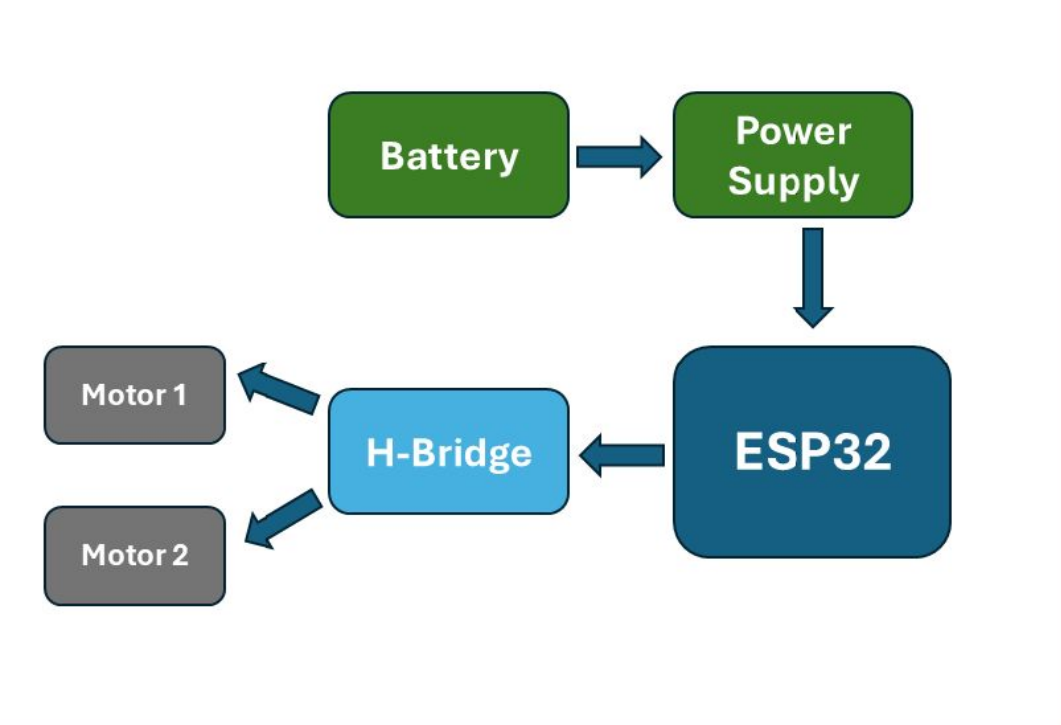 Battery
Power
Supply
Motor 1
H-Bridge
ESP32
Motor 2